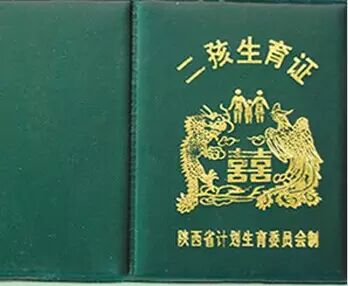 二孩生育证
囍
陕西省计划生育委员会制